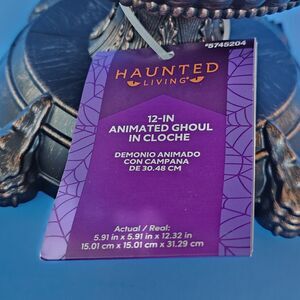 #5745204
HAUNTED
LIVING®
12-IN
ANIMATED GHOUL
IN CLOCHE
DEMONIO ANIMADO
CON CAMPANA
DE 30.48 CM
Actual / Real:
5.91 in x 5.91 in x 12.32 in
15.01 cm x 15.01 cm x 31.29 cm